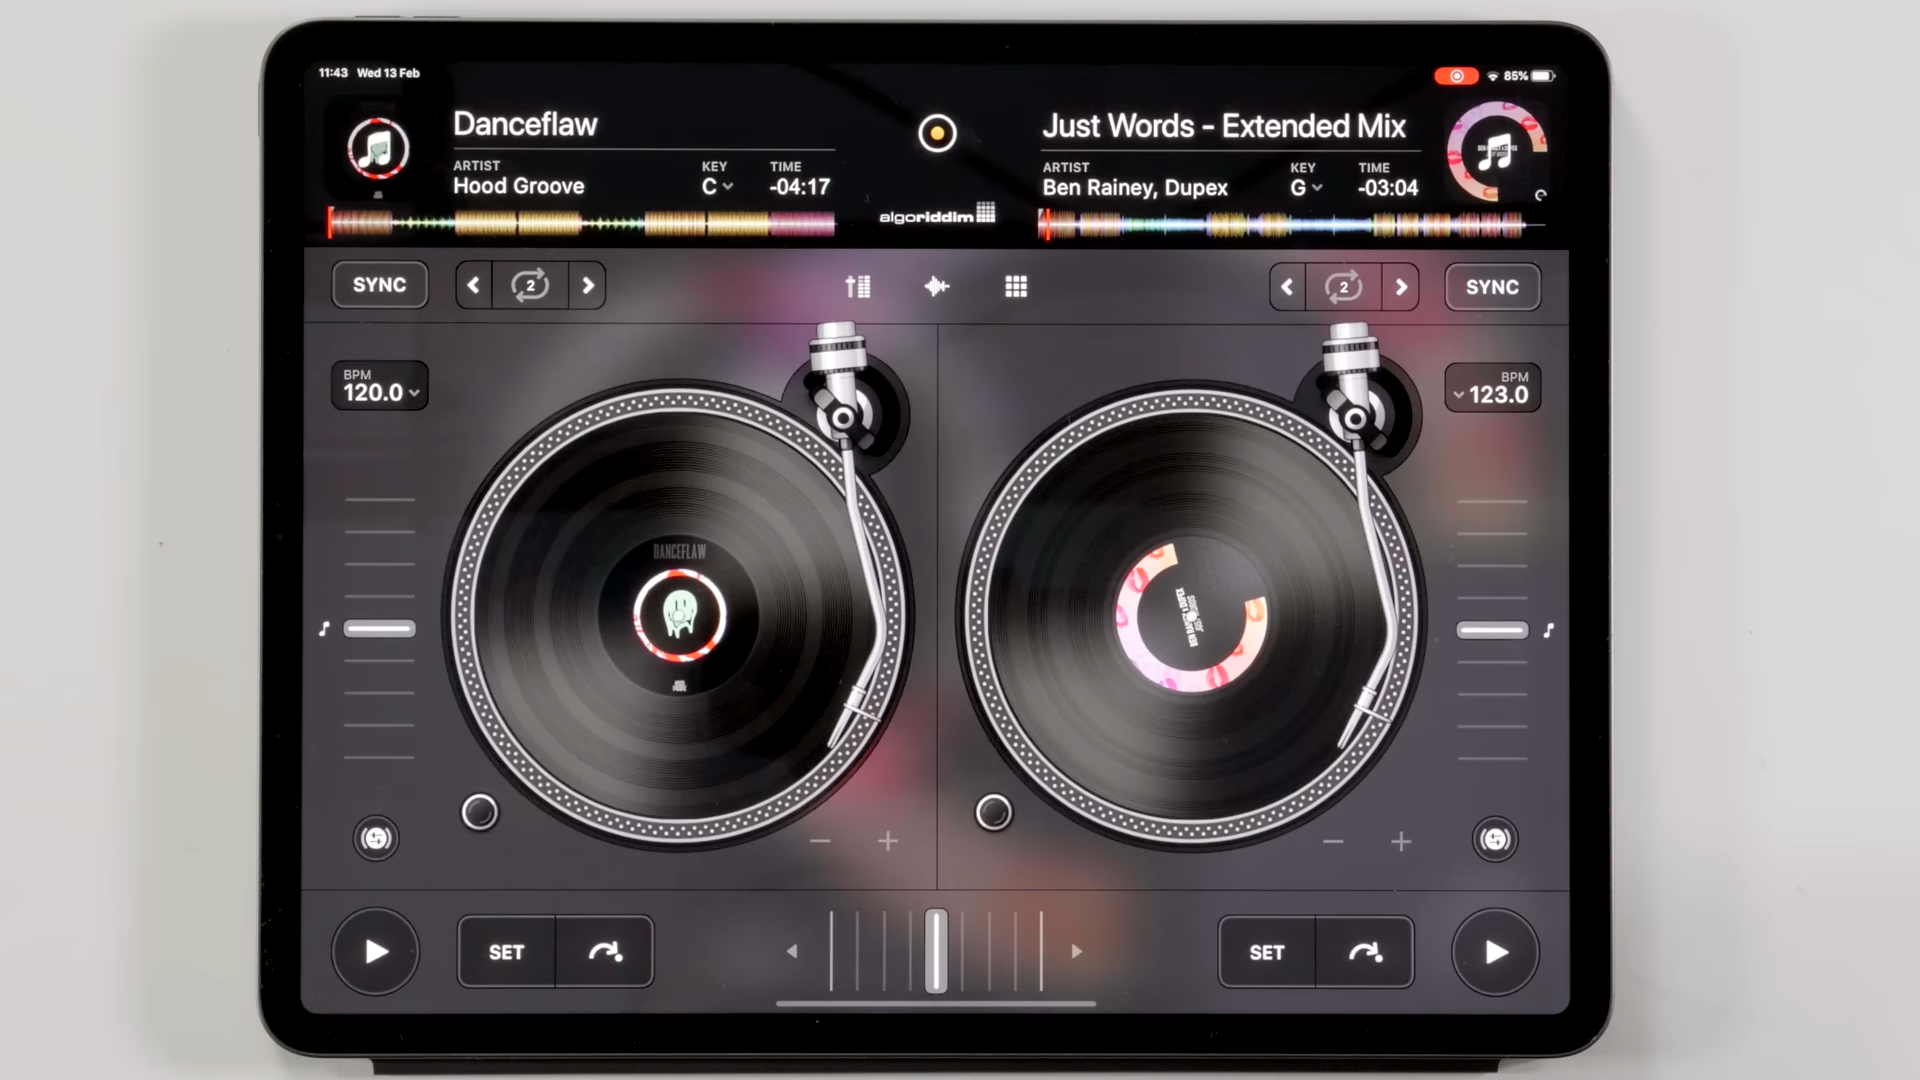 11:43 Wed 13 Feb
85%
Danceflaw
ARTIST
Hood Groove
KEY
C
TIME
-04:17
algoriddim
Just Words - Extended Mix
ARTIST
Ben Rainey, Dupex
KEY
G
TIME
-03:04
SYNC
2
2
SYNC
BPM
120.0
BPM
123.0
DANCEFLAW
SET
SET